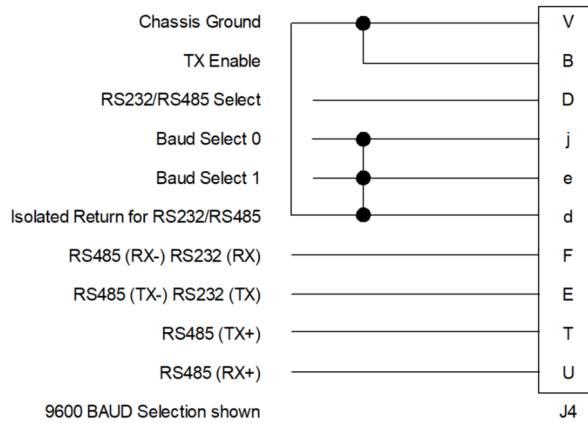 Chassis Ground V
TX Enable B
RS232/RS485 Select D
Baud Select 0 j
Baud Select 1 e
Isolated Return for RS232/RS485 d
RS485 (RX-) RS232 (RX) F
RS485 (TX-) RS232 (TX) E
RS485 (TX+) T
RS485 (RX+) U
9600 BAUD Selection shown J4